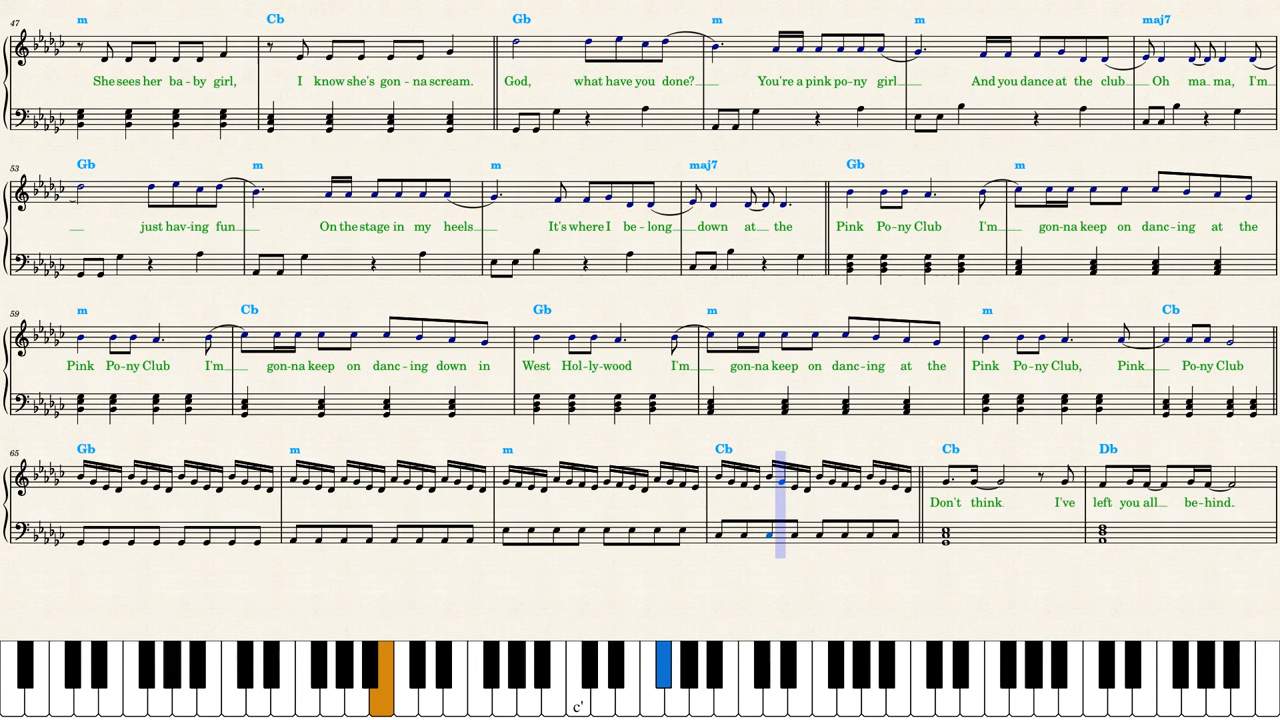 47 m Cb Gb m m maj7
She sees her ba - by girl, I know she's gon - na scream. God, what have you done? You're a pink po-ny girl And you dance at the club Oh ma ma, I'm
53 Gb m m maj7 Gb m
just hav-ing fun On the stage in my heels It's where I be - long down at the Pink Po-ny Club I'm gon-na keep on danc-ing at the
59 m Cb Gb m m Cb
Pink Po-ny Club I'm gon-na keep on danc-ing down in West Hol-ly-wood I'm gon-na keep on danc-ing at the Pink Po-ny Club, Pink Po-ny Club
65 Gb m m Cb Cb Db
Don't think I've left you all be-hind.
c'